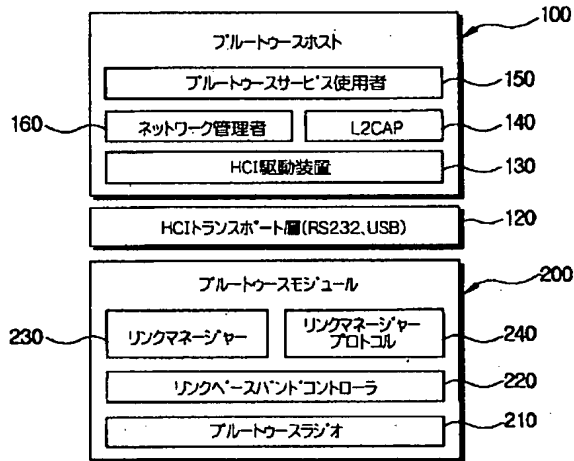 ブルートゥースホスト
100
ブルートゥースサービス使用者
150
160
ネットワーク管理者
L2CAP
140
HCI駆動装置
130
HCIトランスポート層(RS232、USB)
120
ブルートゥースモジュール
200
230
リンクマネージャー
リンクマネージャー
プロトコル
240
リンクベースバンドコントローラ
220
ブルートゥースラジオ
210